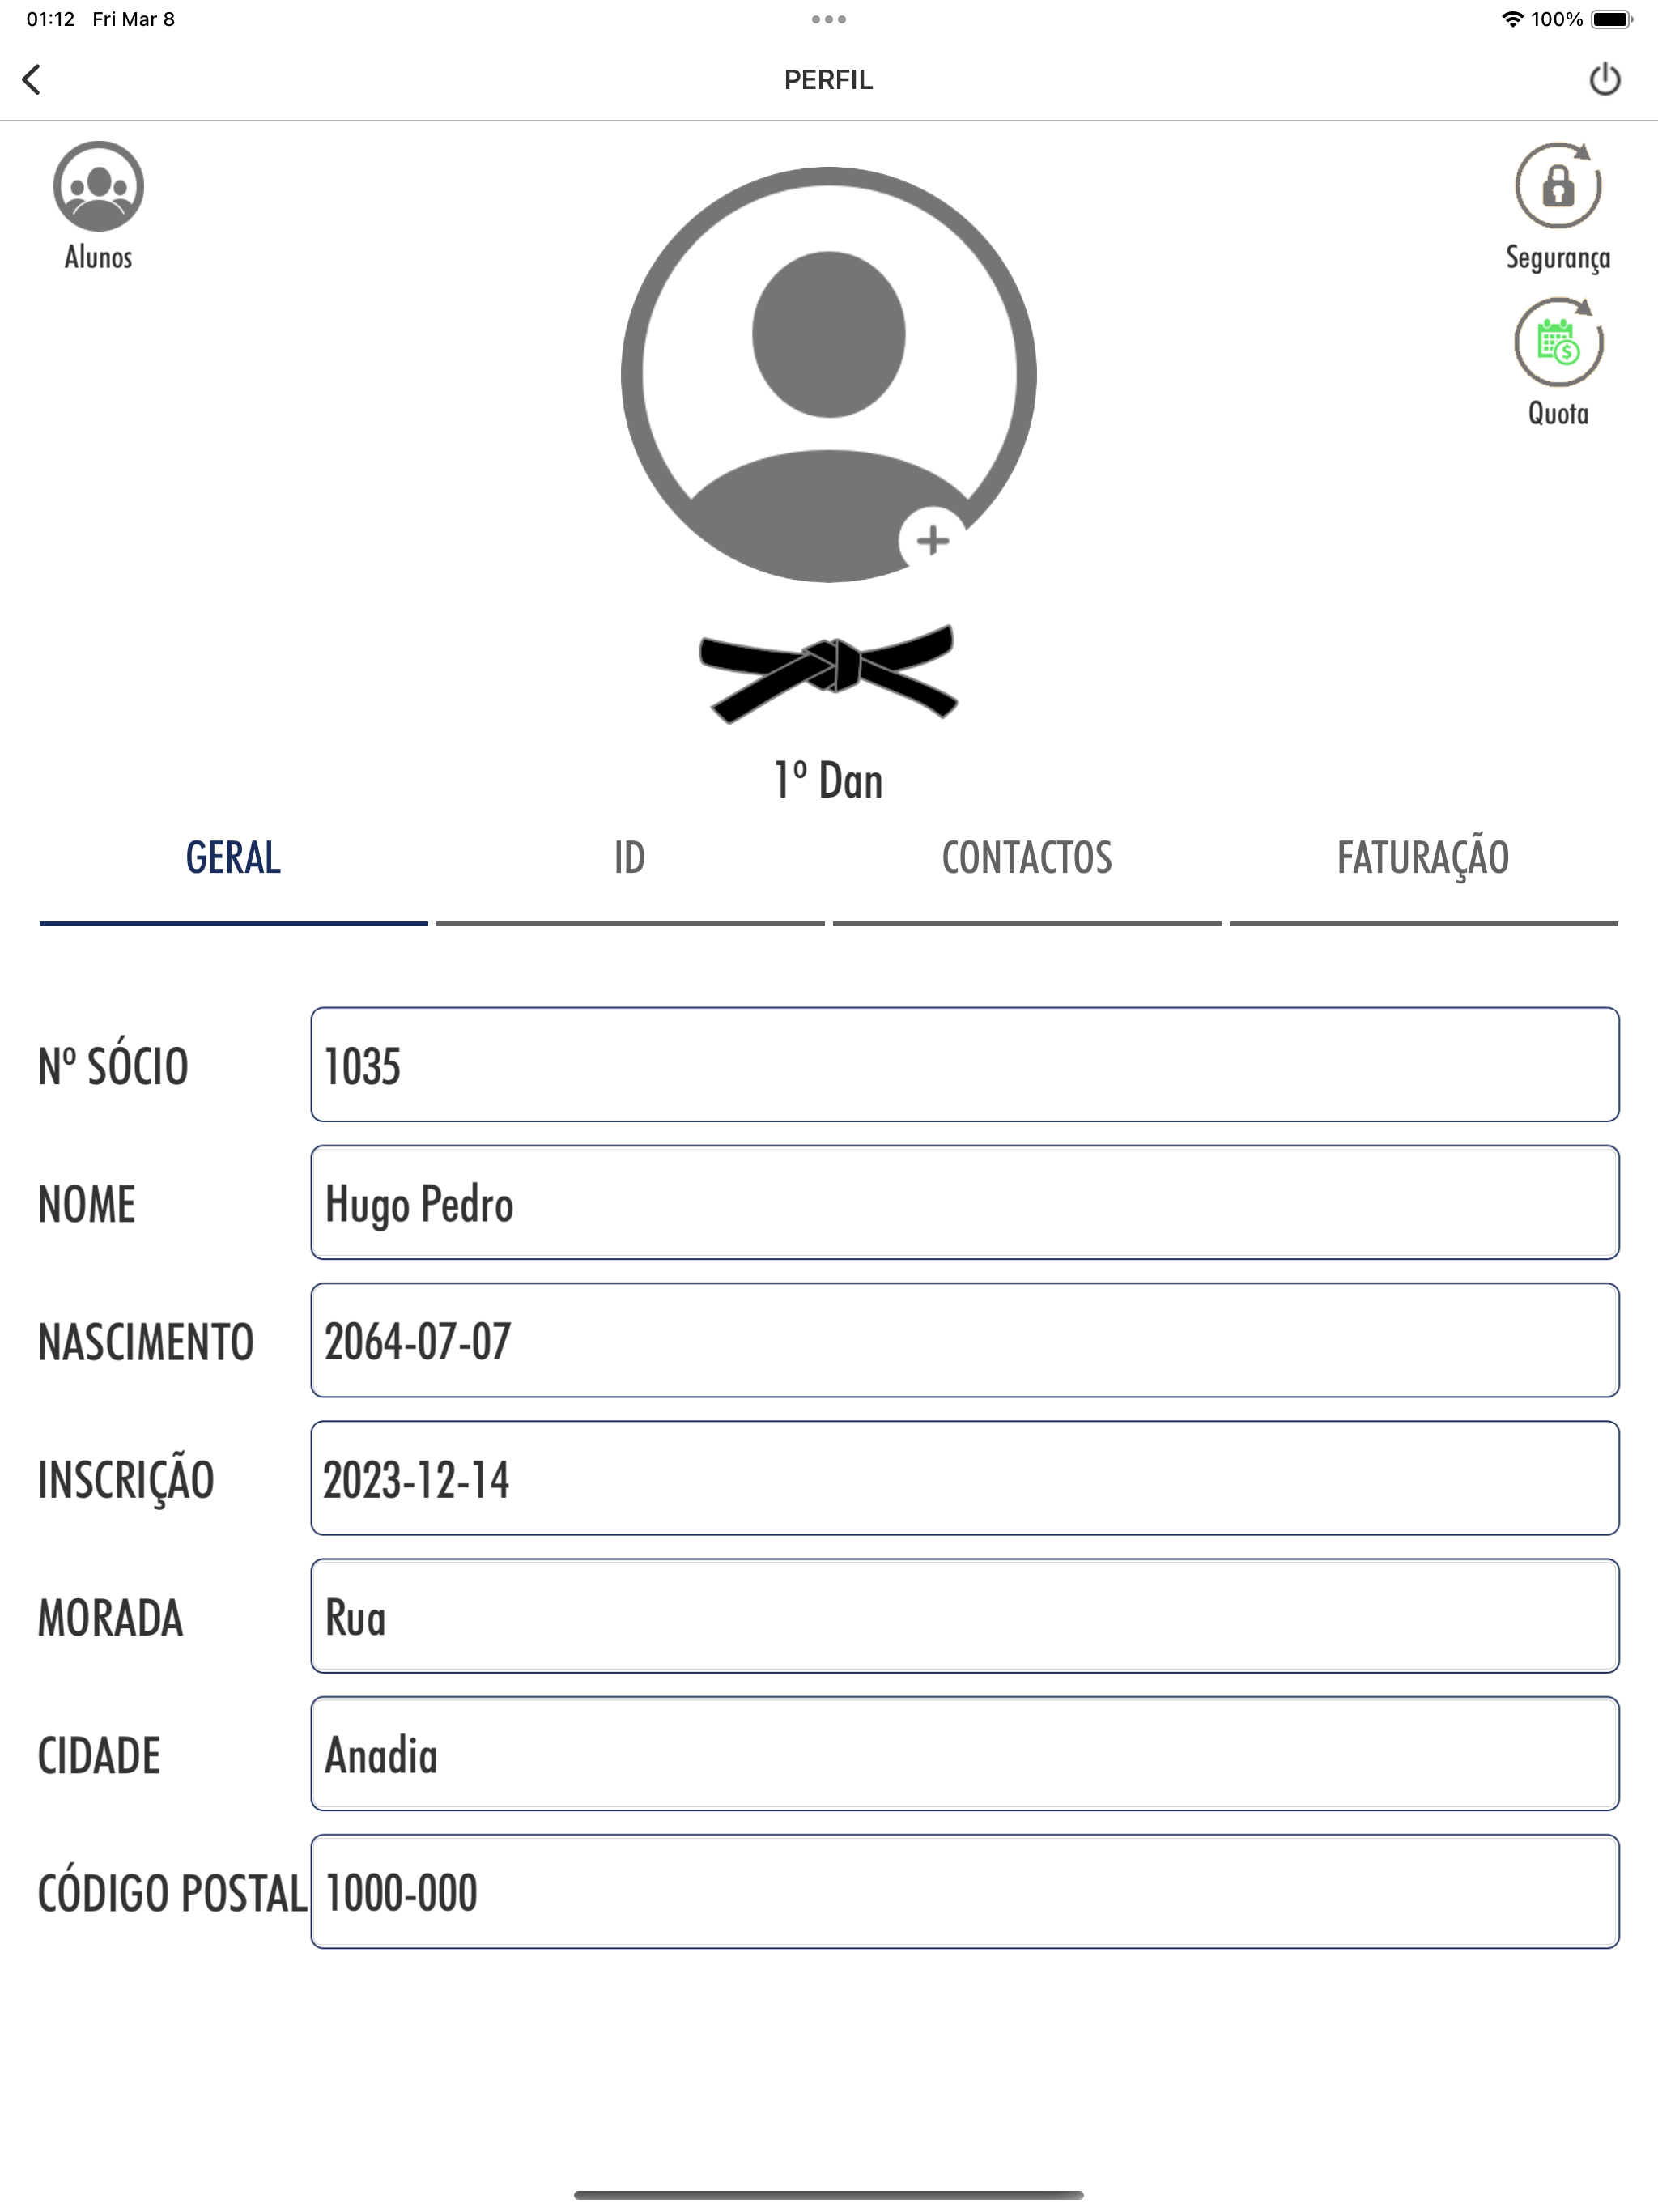 01:12 Fri Mar 8 100%
PERFIL
Alunos
Segurança
$
Quota
1º Dan
GERAL ID CONTACTOS FATURAÇÃO
Nº SÓCIO 1035
NOME Hugo Pedro
NASCIMENTO 2064-07-07
INSCRIÇÃO 2023-12-14
MORADA Rua
CIDADE Anadia
CÓDIGO POSTAL 1000-000